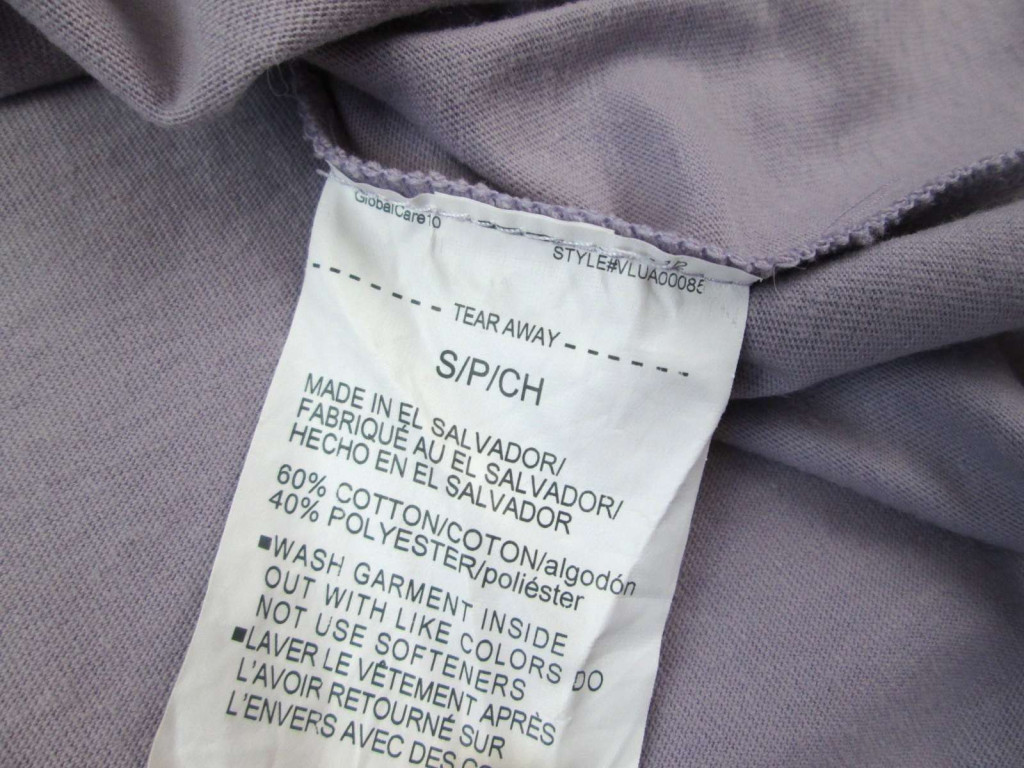 GlobalCare10
STYLE#VLUA00085
TEAR AWAY
S/P/CH
MADE IN EL SALVADOR/
FABRIQUÉ AU EL SALVADOR/
HECHO EN EL SALVADOR
60% COTTON/COTON/algodón
40% POLYESTER/poliéster
▪WASH GARMENT INSIDE
OUT WITH LIKE COLORS DO
NOT USE SOFTENERS
▪LAVER LE VÊTEMENT APRÈS
L'AVOIR RETOURNÉ SUR
L'ENVERS AVEC DES